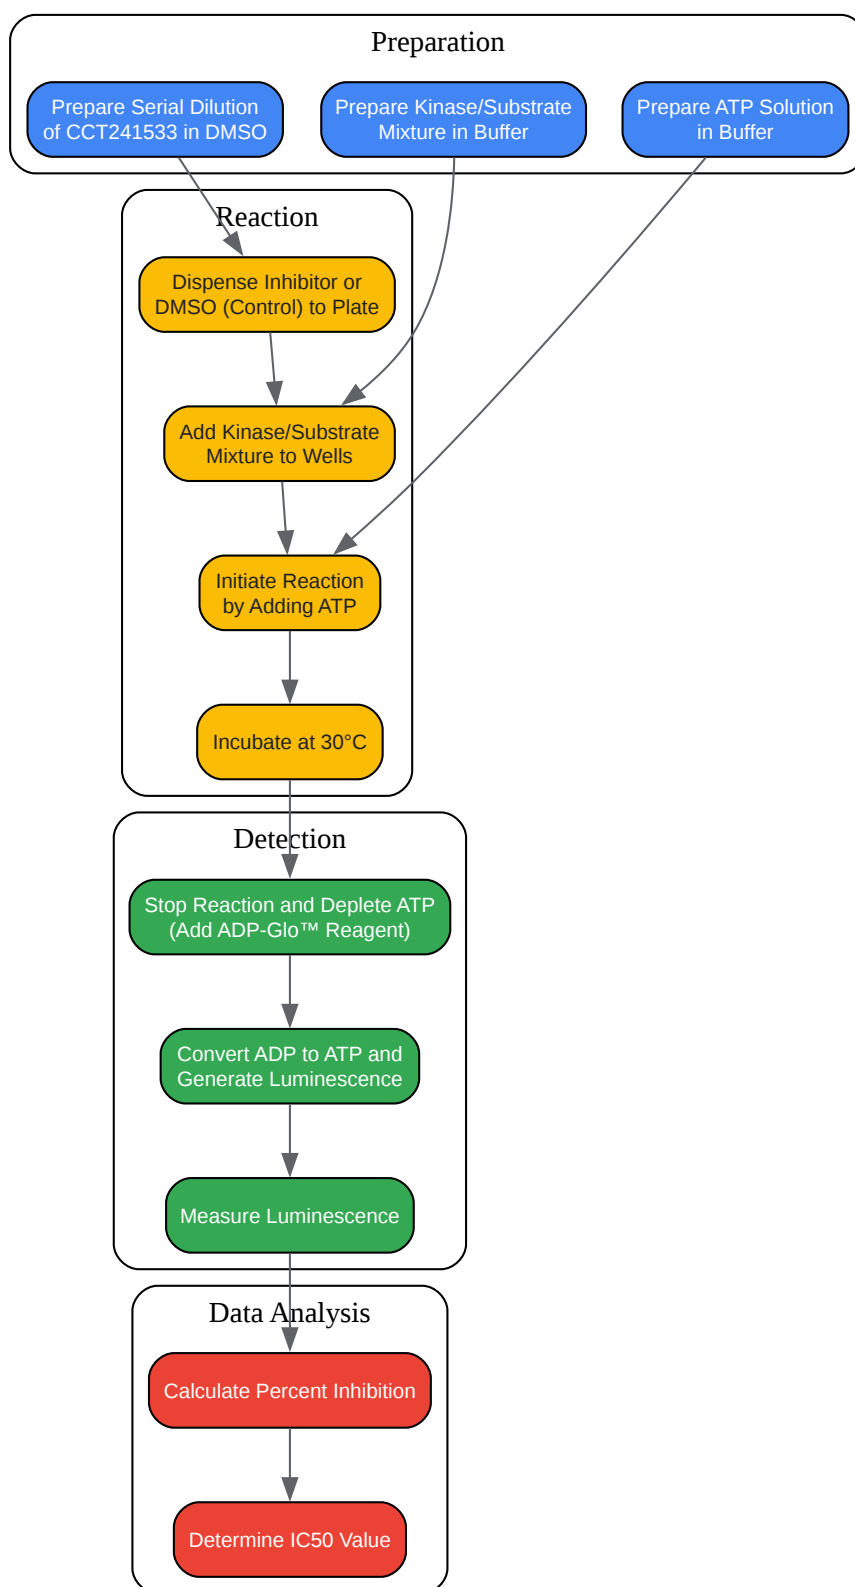 Preparation
Prepare Serial Dilution
of CCT241533 in DMSO
Prepare Kinase/Substrate
Mixture in Buffer
Prepare ATP Solution
in Buffer
Reaction
Dispense Inhibitor or
DMSO (Control) to Plate
Add Kinase/Substrate
Mixture to Wells
Initiate Reaction
by Adding ATP
Incubate at 30°C
Detection
Stop Reaction and Deplete ATP
(Add ADP-Glo™ Reagent)
Convert ADP to ATP and
Generate Luminescence
Measure Luminescence
Data Analysis
Calculate Percent Inhibition
Determine IC50 Value